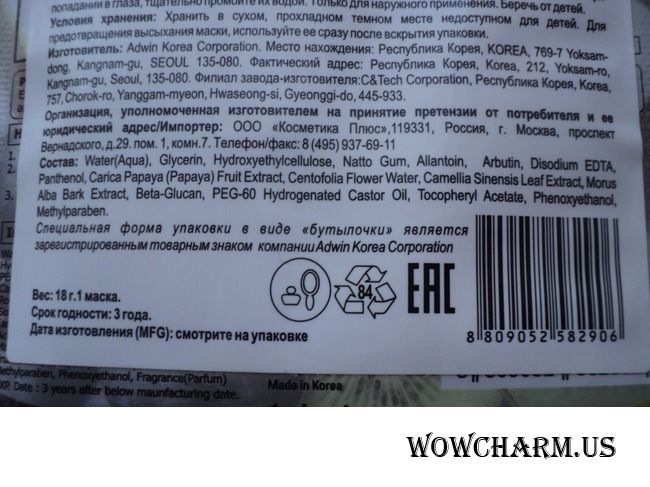 попадании в глаза, тщательно промойте их водой. Только для наружного применения. Беречь от детей.
Условия хранения: Хранить в сухом, прохладном темном месте недоступном для детей. Для
предотвращения высыхания маски, используйте ее сразу после вскрытия упаковки.
Изготовитель: Adwin Korea Corporation. Место нахождения: Республика Корея, KOREA, 769-7 Yoksam-
dong, Kangnam-gu, SEOUL 135-080. Фактический адрес: Республика Корея, 212, Yoksam-ro,
Kangnam-gu, Seoul, 135-080. Филиал завода-изготовителя:C&Tech Corporation, Республика Корея,
757, Chorok-ro, Yanggam-myeon, Hwaseong-si, Gyeonggi-do, 445-933.
Организация, уполномоченная изготовителем на принятие претензии от потребителя и ее
юридический адрес/Импортер: ООО «Косметика Плюс»,119331, Россия, г. Москва, проспект
Вернадского, д.29. пом. 1, комн.7. Телефон/факс: 8 (495) 937-69-11
Состав: Water(Aqua), Glycerin, Hydroxyethylcellulose, Natto Gum, Allantoin, Arbutin, Disodium EDTA,
Panthenol, Carica Papaya (Papaya) Fruit Extract, Centofolia Flower Water, Camellia Sinensis Leaf Extract, Morus
Alba Bark Extract, Beta-Glucan, PEG-60 Hydrogenated Castor Oil, Tocopheryl Acetate, Phenoxyethanol,
Methylparaben.
Специальная форма упаковки в виде «бутылочки» является
зарегистрированным товарным знаком компании Adwin Korea Corporation
84
EAC
Вес: 18 г.1 маска.
Срок годности: 3 года.
Дата изготовления (MFG): смотрите на упаковке
8 809052 582906
Methylparaben, Phenoxyethanol, Fragrance(Parfum)
EXP. Date : 3 years after below maunfacturing date.
Made in Korea
WOWCHARM.US